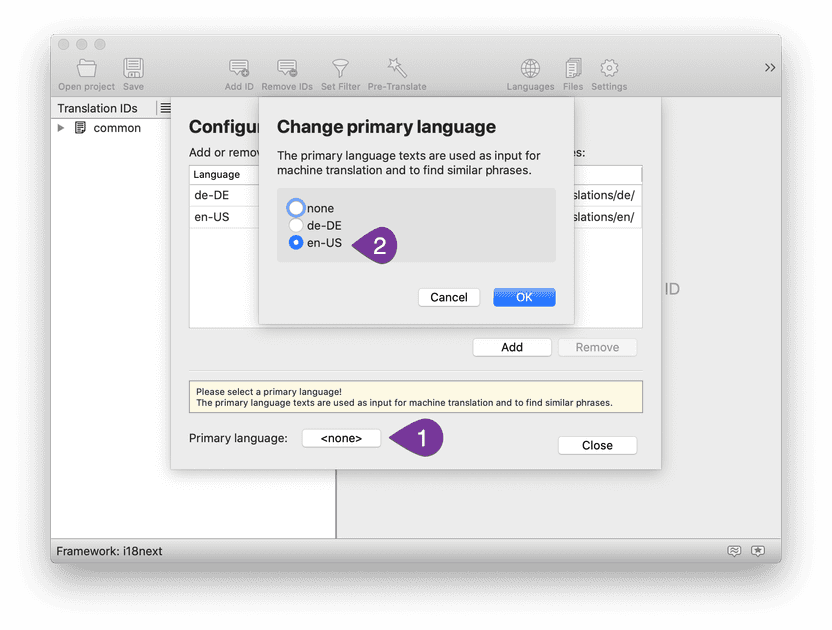 Open project
Save
Add ID
Remove IDs
Set Filter
Pre-Translate
Languages
Files
Settings
Translation IDs
common
Change primary language
The primary language texts are used as input for
machine translation and to find similar phrases.
none
de-DE
en-US
2
Cancel
OK
Configu
Add or remov
es:
Language
de-DE
slations/de/
en-US
slations/en/
ID
Add
Remove
Please select a primary language!
The primary language texts are used as input for machine translation and to find similar phrases.
Primary language:
<none>
1
Close
Framework: i18next